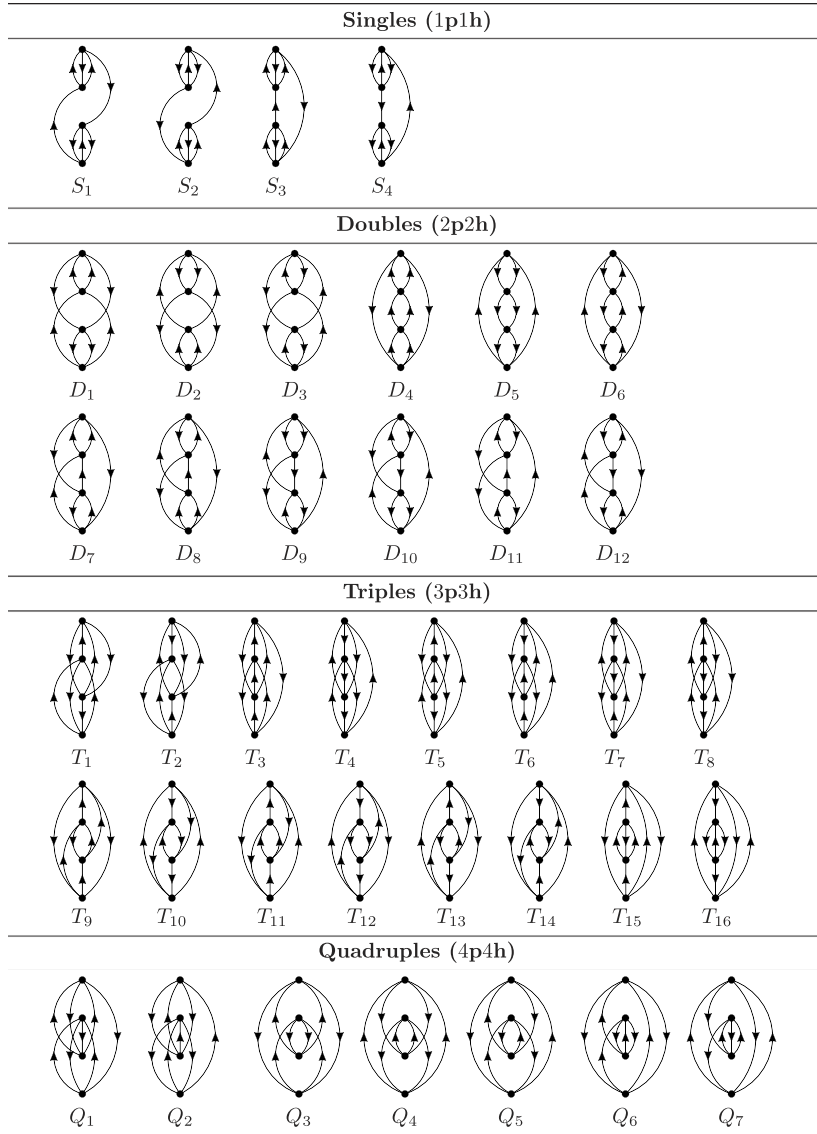 Singles (1p1h)
S₁ S₂ S₃ S₄
Doubles (2p2h)
D₁ D₂ D₃ D₄ D₅ D₆
D₇ D₈ D₉ D₁₀ D₁₁ D₁₂
Triples (3p3h)
T₁ T₂ T₃ T₄ T₅ T₆ T₇ T₈
T₉ T₁₀ T₁₁ T₁₂ T₁₃ T₁₄ T₁₅ T₁₆
Quadruples (4p4h)
Q₁ Q₂ Q₃ Q₄ Q₅ Q₆ Q₇